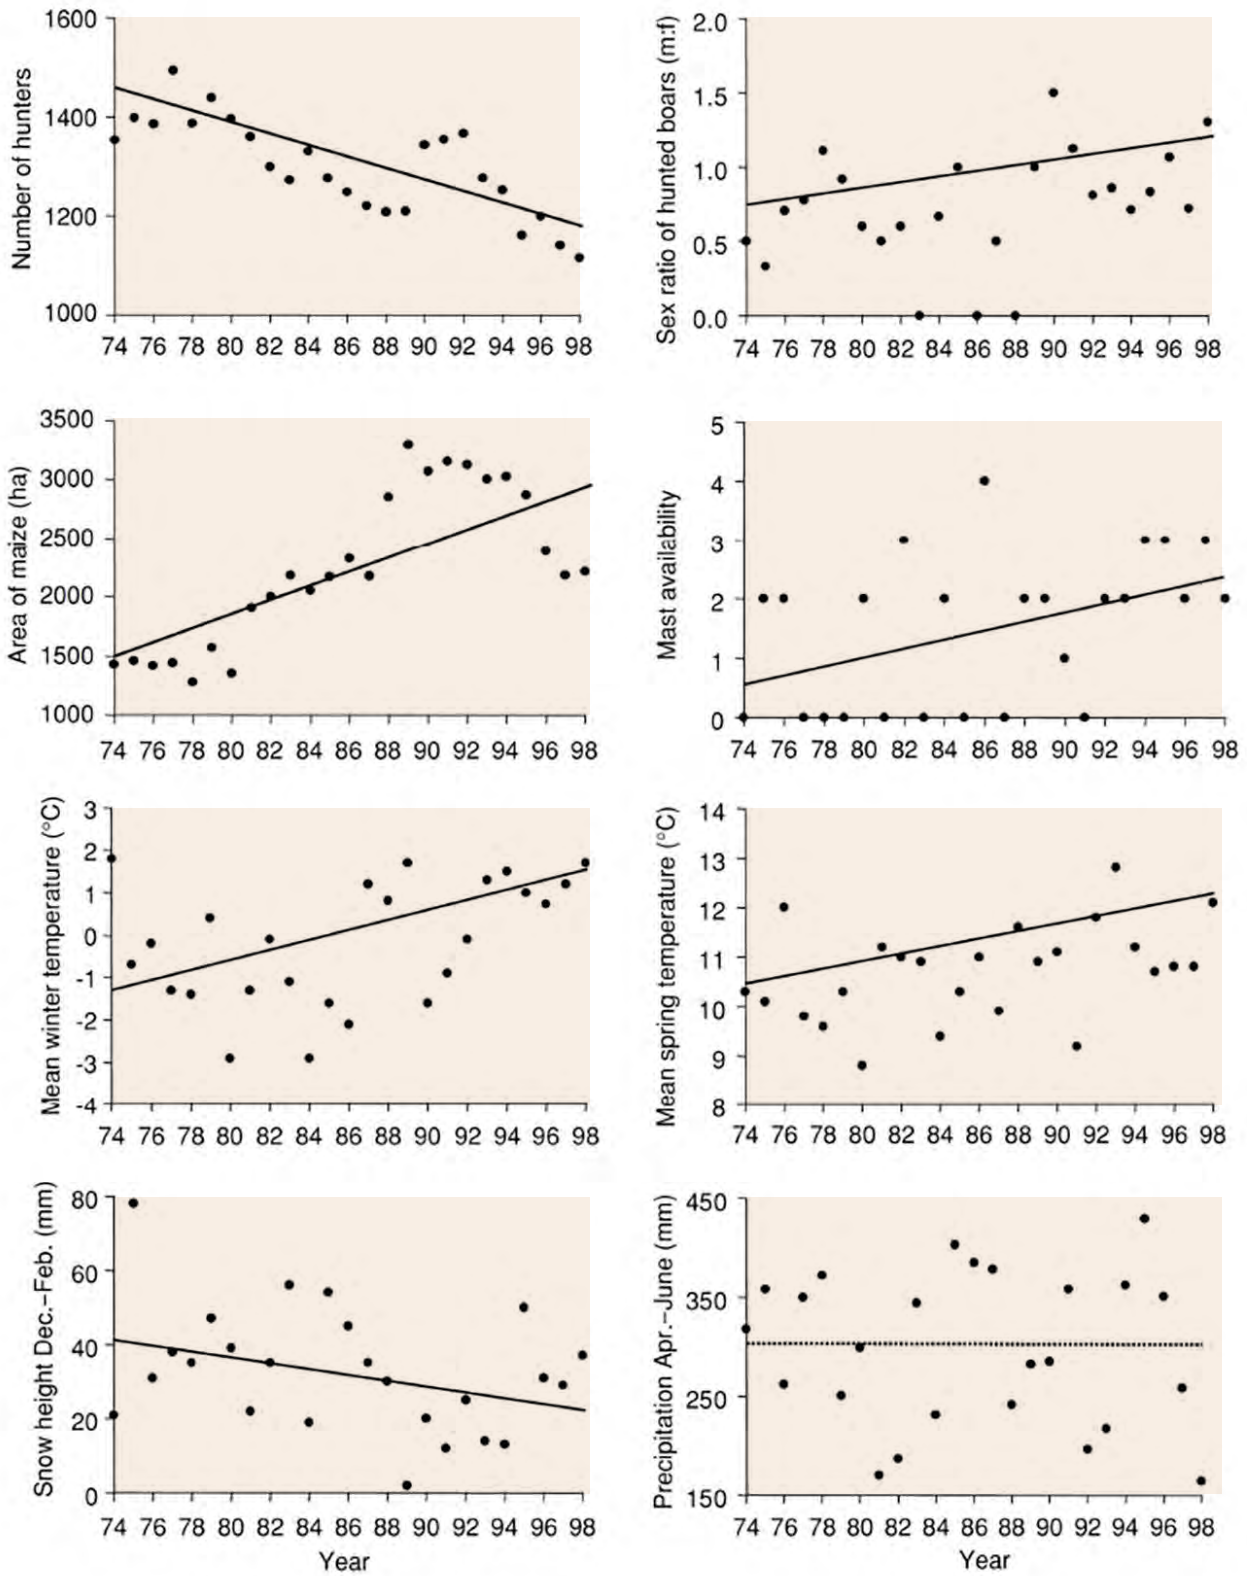 Number of hunters
1600
1400
1200
1000
74 76 78 80 82 84 86 88 90 92 94 96 98
Sex ratio of hunted boars (m:f)
2.0
1.5
1.0
0.5
0.0
74 76 78 80 82 84 86 88 90 92 94 96 98
Area of maize (ha)
3500
3000
2500
2000
1500
1000
74 76 78 80 82 84 86 88 90 92 94 96 98
Mast availability
5
4
3
2
1
0
74 76 78 80 82 84 86 88 90 92 94 96 98
Mean winter temperature (°C)
3
2
1
0
-1
-2
-3
-4
74 76 78 80 82 84 86 88 90 92 94 96 98
Mean spring temperature (°C)
14
13
12
11
10
9
8
74 76 78 80 82 84 86 88 90 92 94 96 98
Snow height Dec.–Feb. (mm)
80
60
40
20
0
74 76 78 80 82 84 86 88 90 92 94 96 98
Year
Precipitation Apr.–June (mm)
450
350
250
150
74 76 78 80 82 84 86 88 90 92 94 96 98
Year